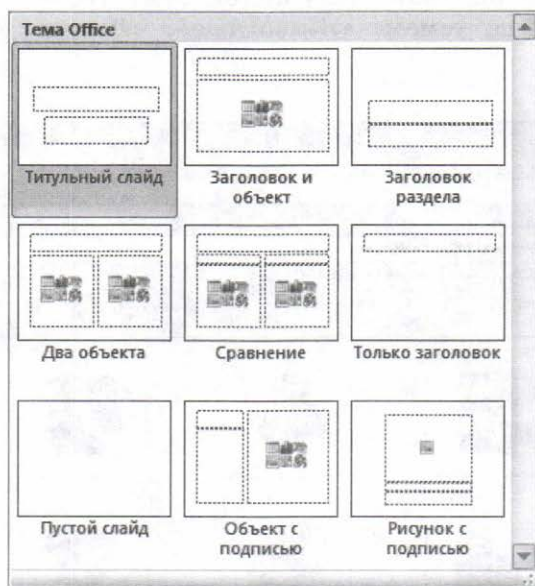 Тема Office
Титульный слайд
Заголовок и
объект
Заголовок
раздела
Два объекта
Сравнение
Только заголовок
Пустой слайд
Объект с
подписью
Рисунок с
подписью